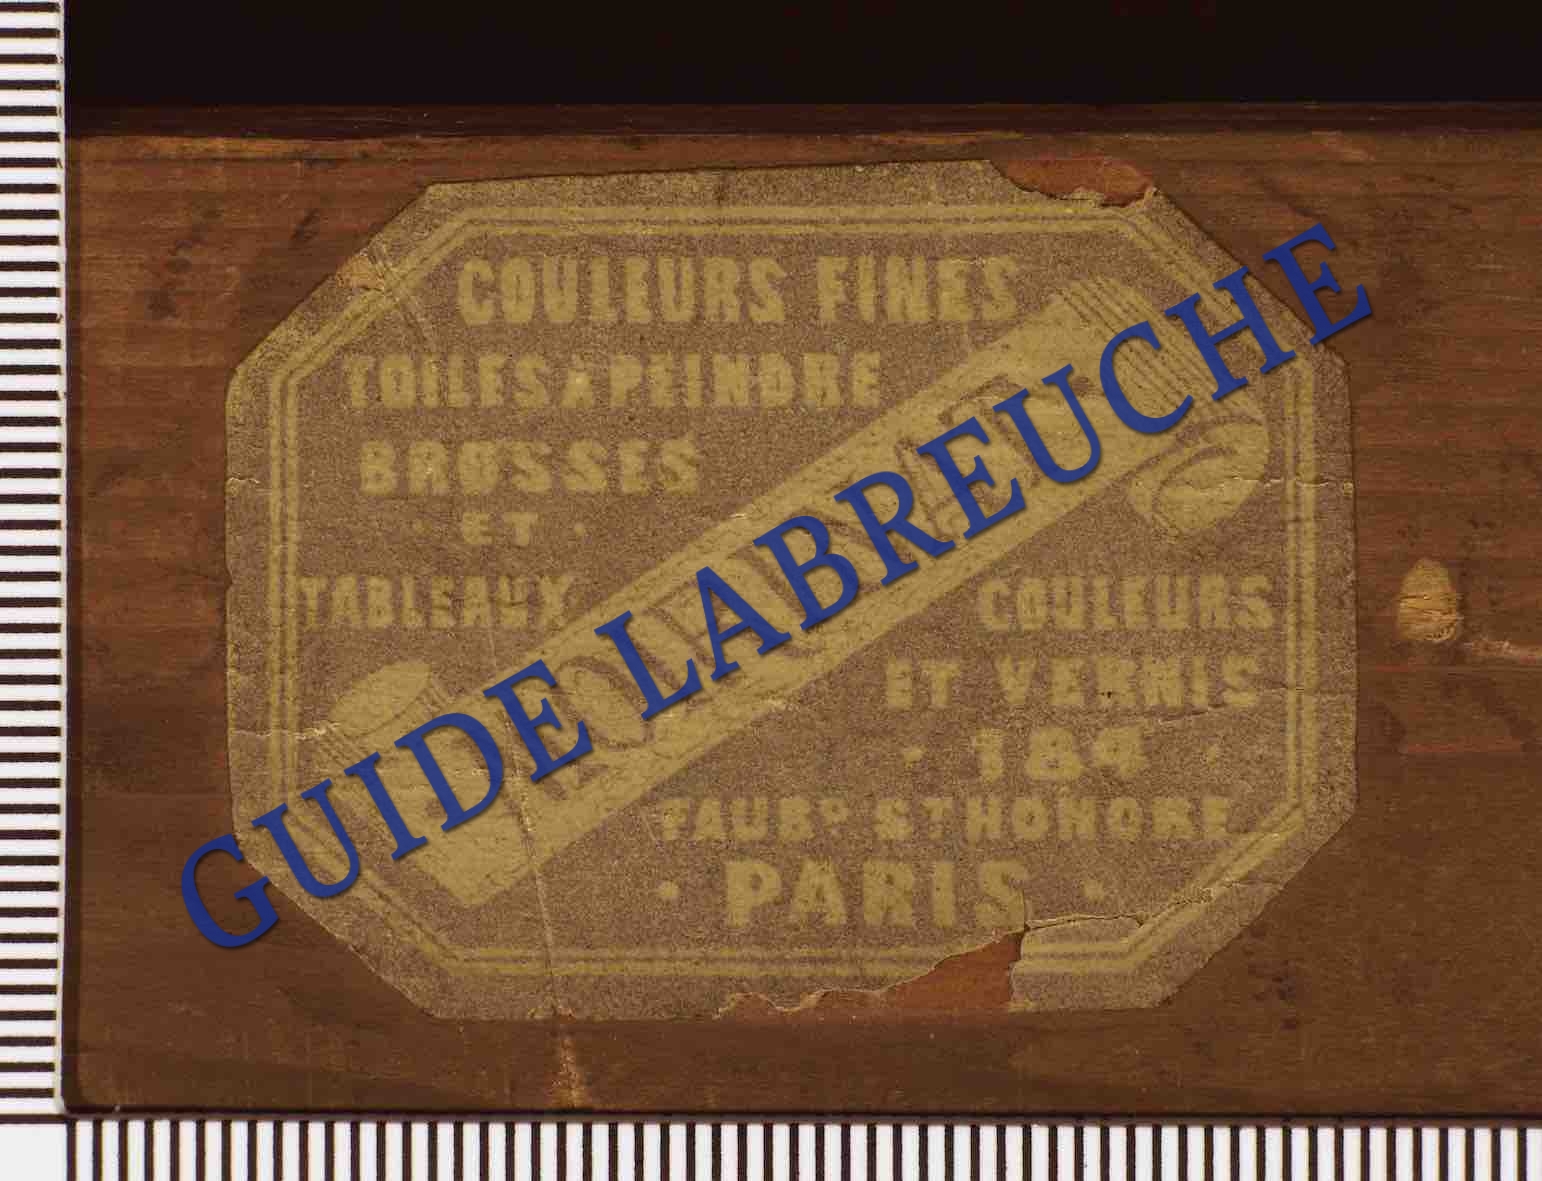 COULEURS FINES
TOILES A PEINDRE
BROSSES
· ET ·
TABLEAUX
GUIDE LABREUCHE
COULEURS
ET VERNIS
· 184 ·
FAUBG ST HONORE
· PARIS ·